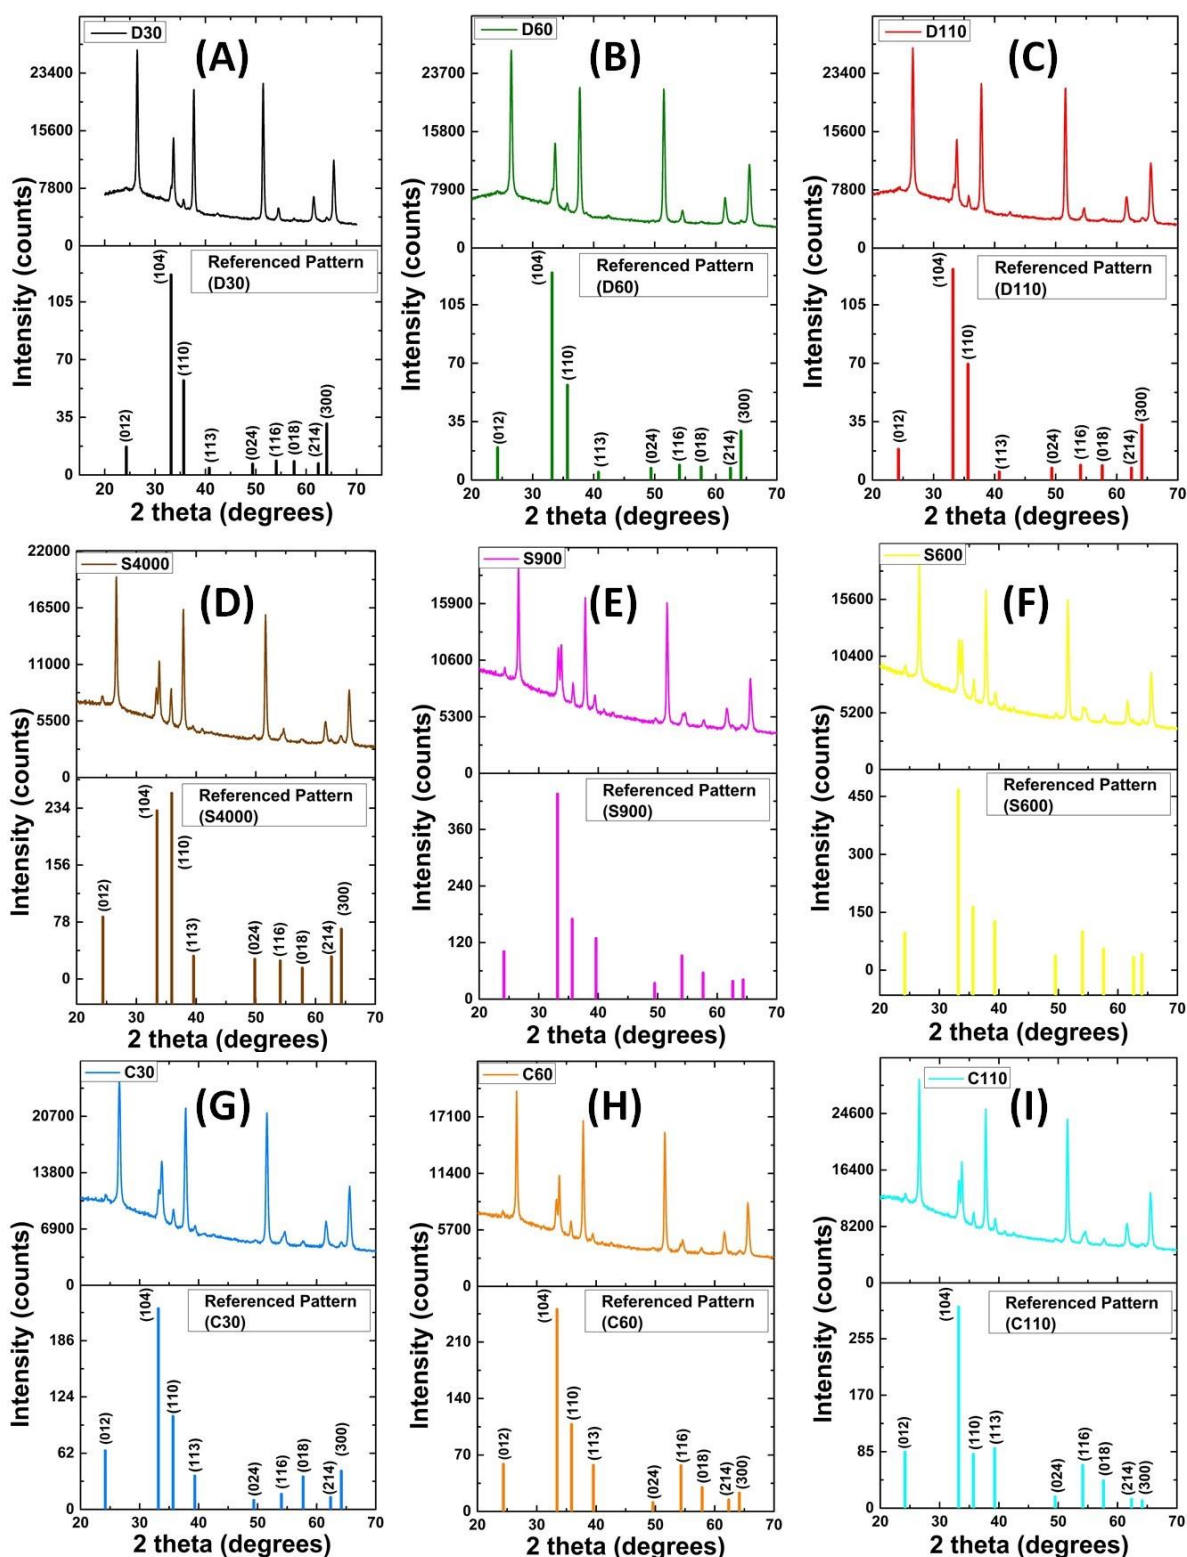 D30
(A)
Intensity (counts)
23400
15600
7800
0
Referenced Pattern
(D30)
105
70
35
0
(012)
(104)
(110)
(113)
(024)
(116)
(018)
(214)
(300)
20 30 40 50 60 70
2 theta (degrees)
D60
(B)
Intensity (counts)
23700
15800
7900
0
Referenced Pattern
(D60)
105
70
35
0
(012)
(104)
(110)
(113)
(024)
(116)
(018)
(214)
(300)
20 30 40 50 60 70
2 theta (degrees)
D110
(C)
Intensity (counts)
23400
15600
7800
0
Referenced Pattern
(D110)
105
70
35
0
(012)
(104)
(110)
(113)
(024)
(116)
(018)
(214)
(300)
20 30 40 50 60 70
2 theta (degrees)
S4000
(D)
Intensity (counts)
22000
16500
11000
5500
0
Referenced Pattern
(S4000)
234
156
78
0
(012)
(104)
(110)
(113)
(024)
(116)
(018)
(214)
(300)
20 30 40 50 60 70
2 theta (degrees)
S900
(E)
Intensity (counts)
15900
10600
5300
0
Referenced Pattern
(S900)
360
240
120
0
20 30 40 50 60 70
2 theta (degrees)
S600
(F)
Intensity (counts)
15600
10400
5200
0
Referenced Pattern
(S600)
450
300
150
0
20 30 40 50 60 70
2 theta (degrees)
C30
(G)
Intensity (counts)
20700
13800
6900
0
Referenced Pattern
(C30)
186
124
62
0
(012)
(104)
(110)
(113)
(024)
(116)
(018)
(214)
(300)
20 30 40 50 60 70
2 theta (degrees)
C60
(H)
Intensity (counts)
17100
11400
5700
0
Referenced Pattern
(C60)
210
140
70
0
(012)
(104)
(110)
(113)
(024)
(116)
(018)
(214)
(300)
20 30 40 50 60 70
2 theta (degrees)
C110
(I)
Intensity (counts)
24600
16400
8200
0
Referenced Pattern
(C110)
255
170
85
0
(012)
(104)
(110)
(113)
(024)
(116)
(018)
(214)
(300)
20 30 40 50 60 70
2 theta (degrees)